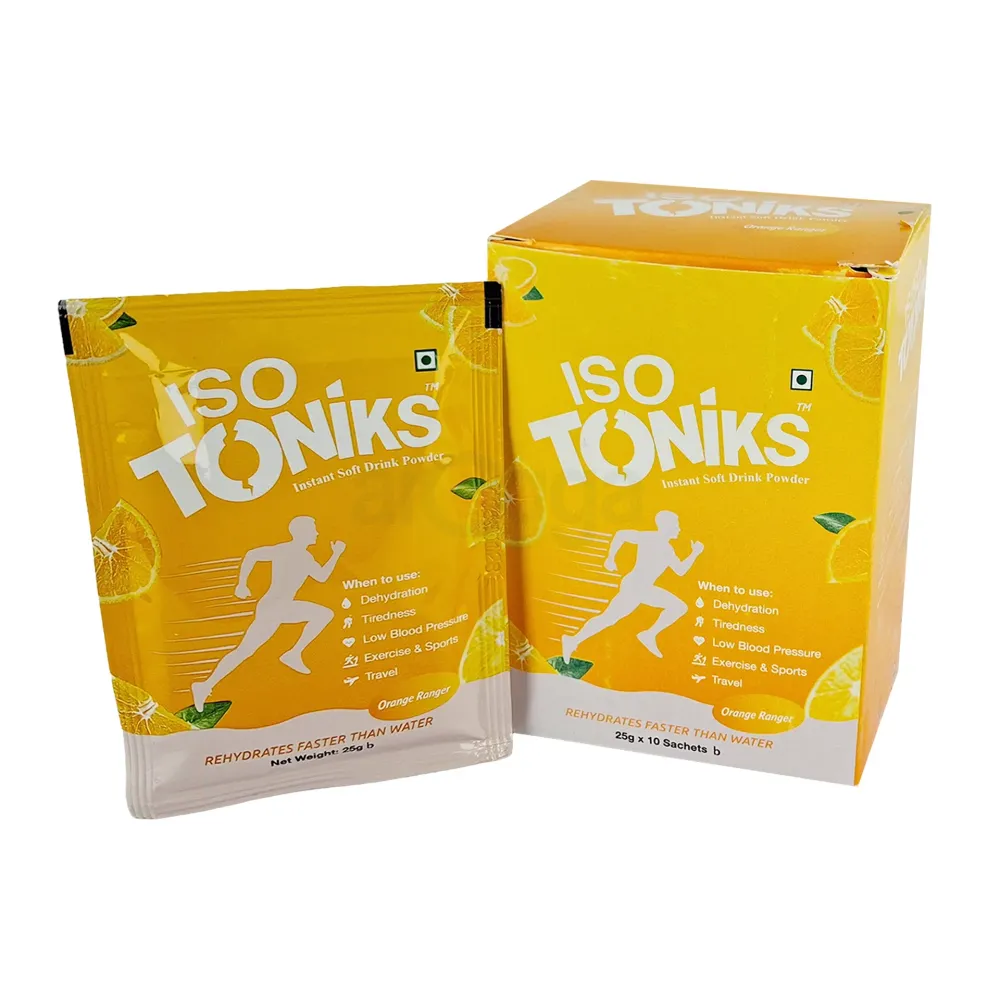 ISO
TONiKS
TM
Instant Soft Drink Powder
When to use:
Dehydration
Tiredness
Low Blood Pressure
Exercise & Sports
Travel
Orange Ranger
REHYDRATES FASTER THAN WATER
Net Weight: 25g b
ISO
TONiKS
Instant Soft Drink Powder
Orange Ranger
ISO
TONiKS
TM
Instant Soft Drink Powder
When to use:
Dehydration
Tiredness
Low Blood Pressure
Exercise & Sports
Travel
Orange Ranger
REHYDRATES FASTER THAN WATER
25g x 10 Sachets b